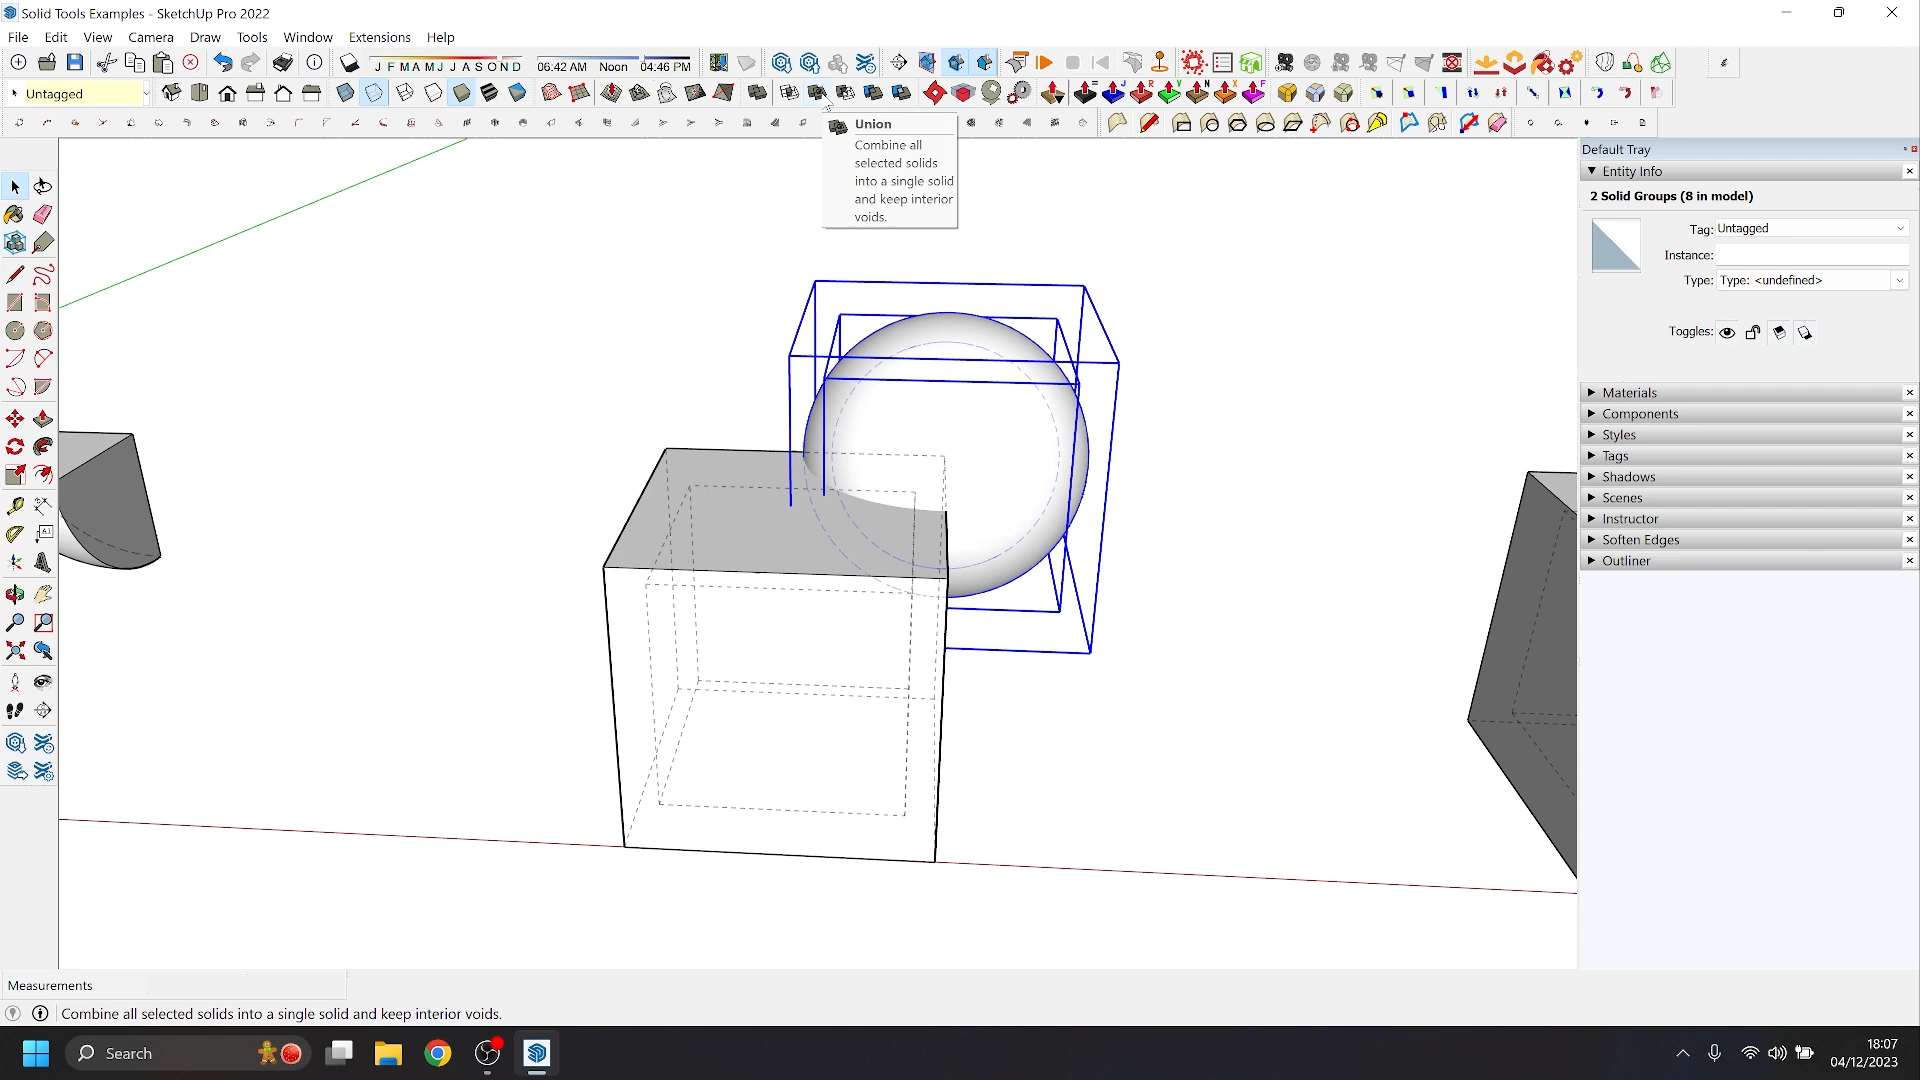 Solid Tools Examples - SketchUp Pro 2022
File Edit View Camera Draw Tools Window Extensions Help
J F M A M J J A S O N D 06:42 AM Noon 04:46 PM
Untagged
Union
Combine all
selected solids
into a single solid
and keep interior
voids.
Default Tray
Entity Info
2 Solid Groups (8 in model)
Tag: Untagged
Instance:
Type: Type: <undefined>
Toggles:
Materials
Components
Styles
Tags
Shadows
Scenes
Instructor
Soften Edges
Outliner
Measurements
Combine all selected solids into a single solid and keep interior voids.
Search
18:07
04/12/2023